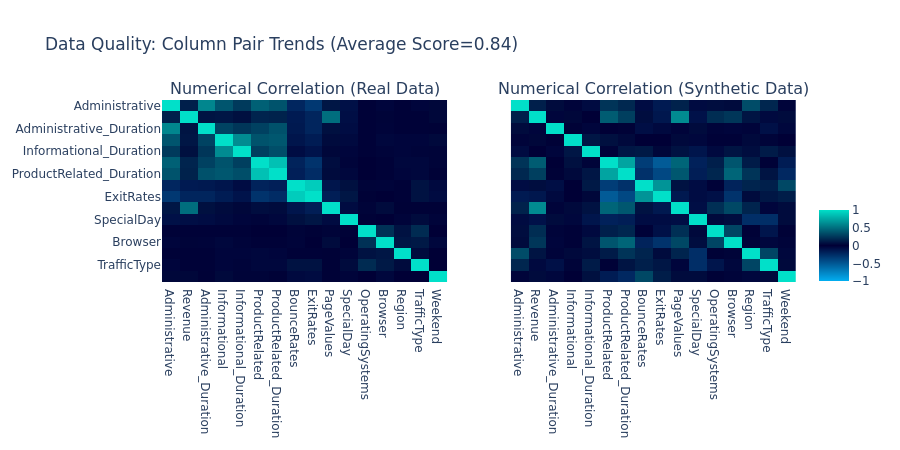 Data Quality: Column Pair Trends (Average Score=0.84)
Numerical Correlation (Real Data)
Numerical Correlation (Synthetic Data)
Administrative
Administrative_Duration
Informational_Duration
ProductRelated_Duration
ExitRates
SpecialDay
Browser
TrafficType
Administrative
Revenue
Administrative_Duration
Informational
Informational_Duration
ProductRelated
ProductRelated_Duration
BounceRates
ExitRates
PageValues
SpecialDay
OperatingSystems
Browser
Region
TrafficType
Weekend
Administrative
Revenue
Administrative_Duration
Informational
Informational_Duration
ProductRelated
ProductRelated_Duration
BounceRates
ExitRates
PageValues
SpecialDay
OperatingSystems
Browser
Region
TrafficType
Weekend
1
0.5
0
−0.5
−1